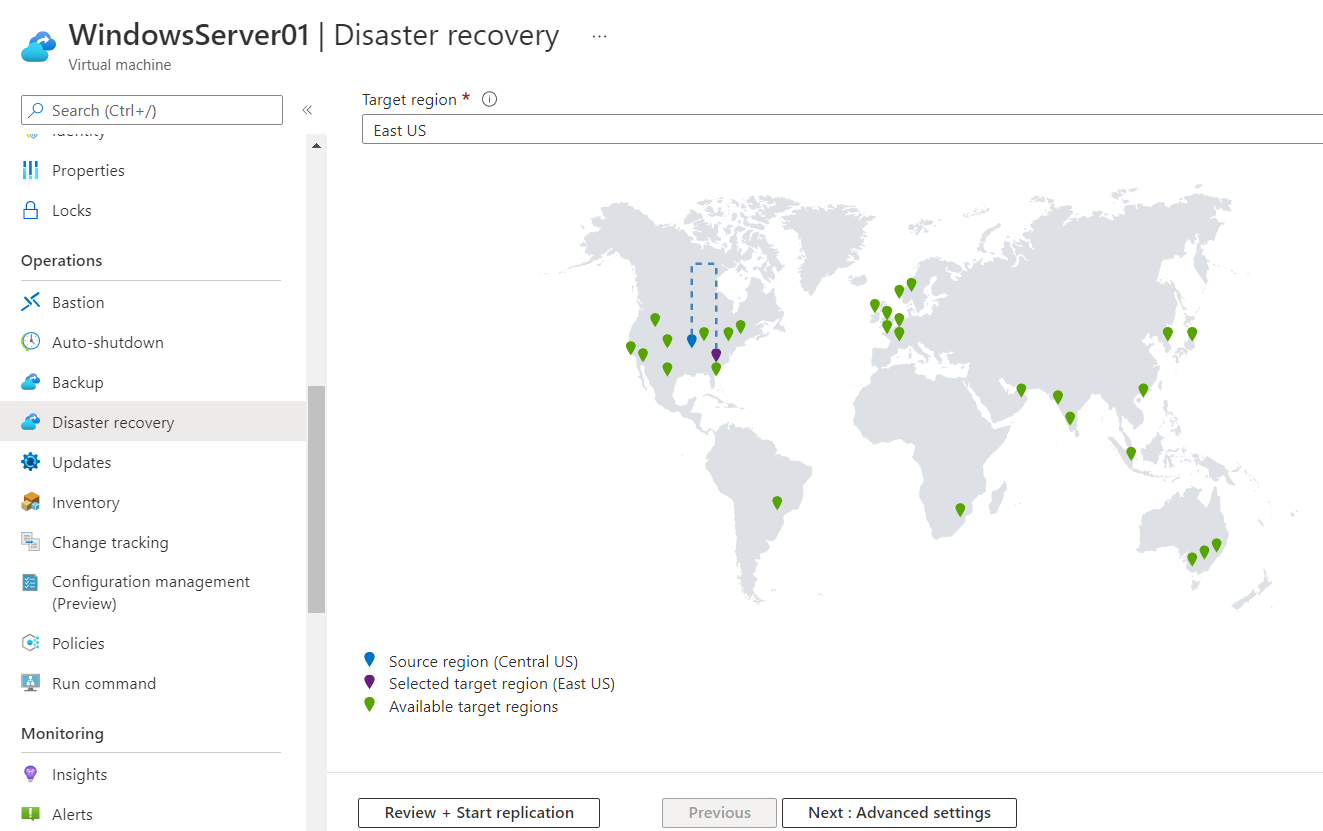 WindowsServer01 | Disaster recovery ...
Virtual machine
Search (Ctrl+/)
«
Identity
Properties
Locks
Operations
Bastion
Auto-shutdown
Backup
Disaster recovery
Updates
Inventory
Change tracking
Configuration management
(Preview)
Policies
Run command
Monitoring
Insights
Alerts
Target region *
East US
Source region (Central US)
Selected target region (East US)
Available target regions
Review + Start replication
Previous
Next : Advanced settings